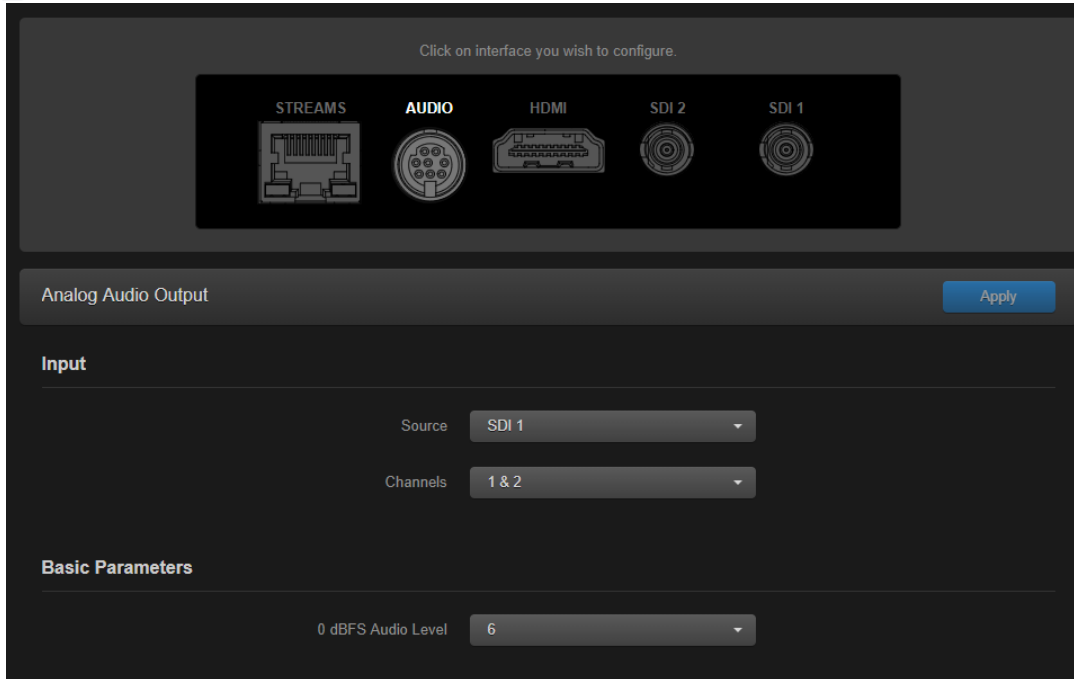 Click on interface you wish to configure.
STREAMS AUDIO HDMI SDI 2 SDI 1
Analog Audio Output Apply
Input
Source SDI 1
Channels 1 & 2
Basic Parameters
0 dBFS Audio Level 6